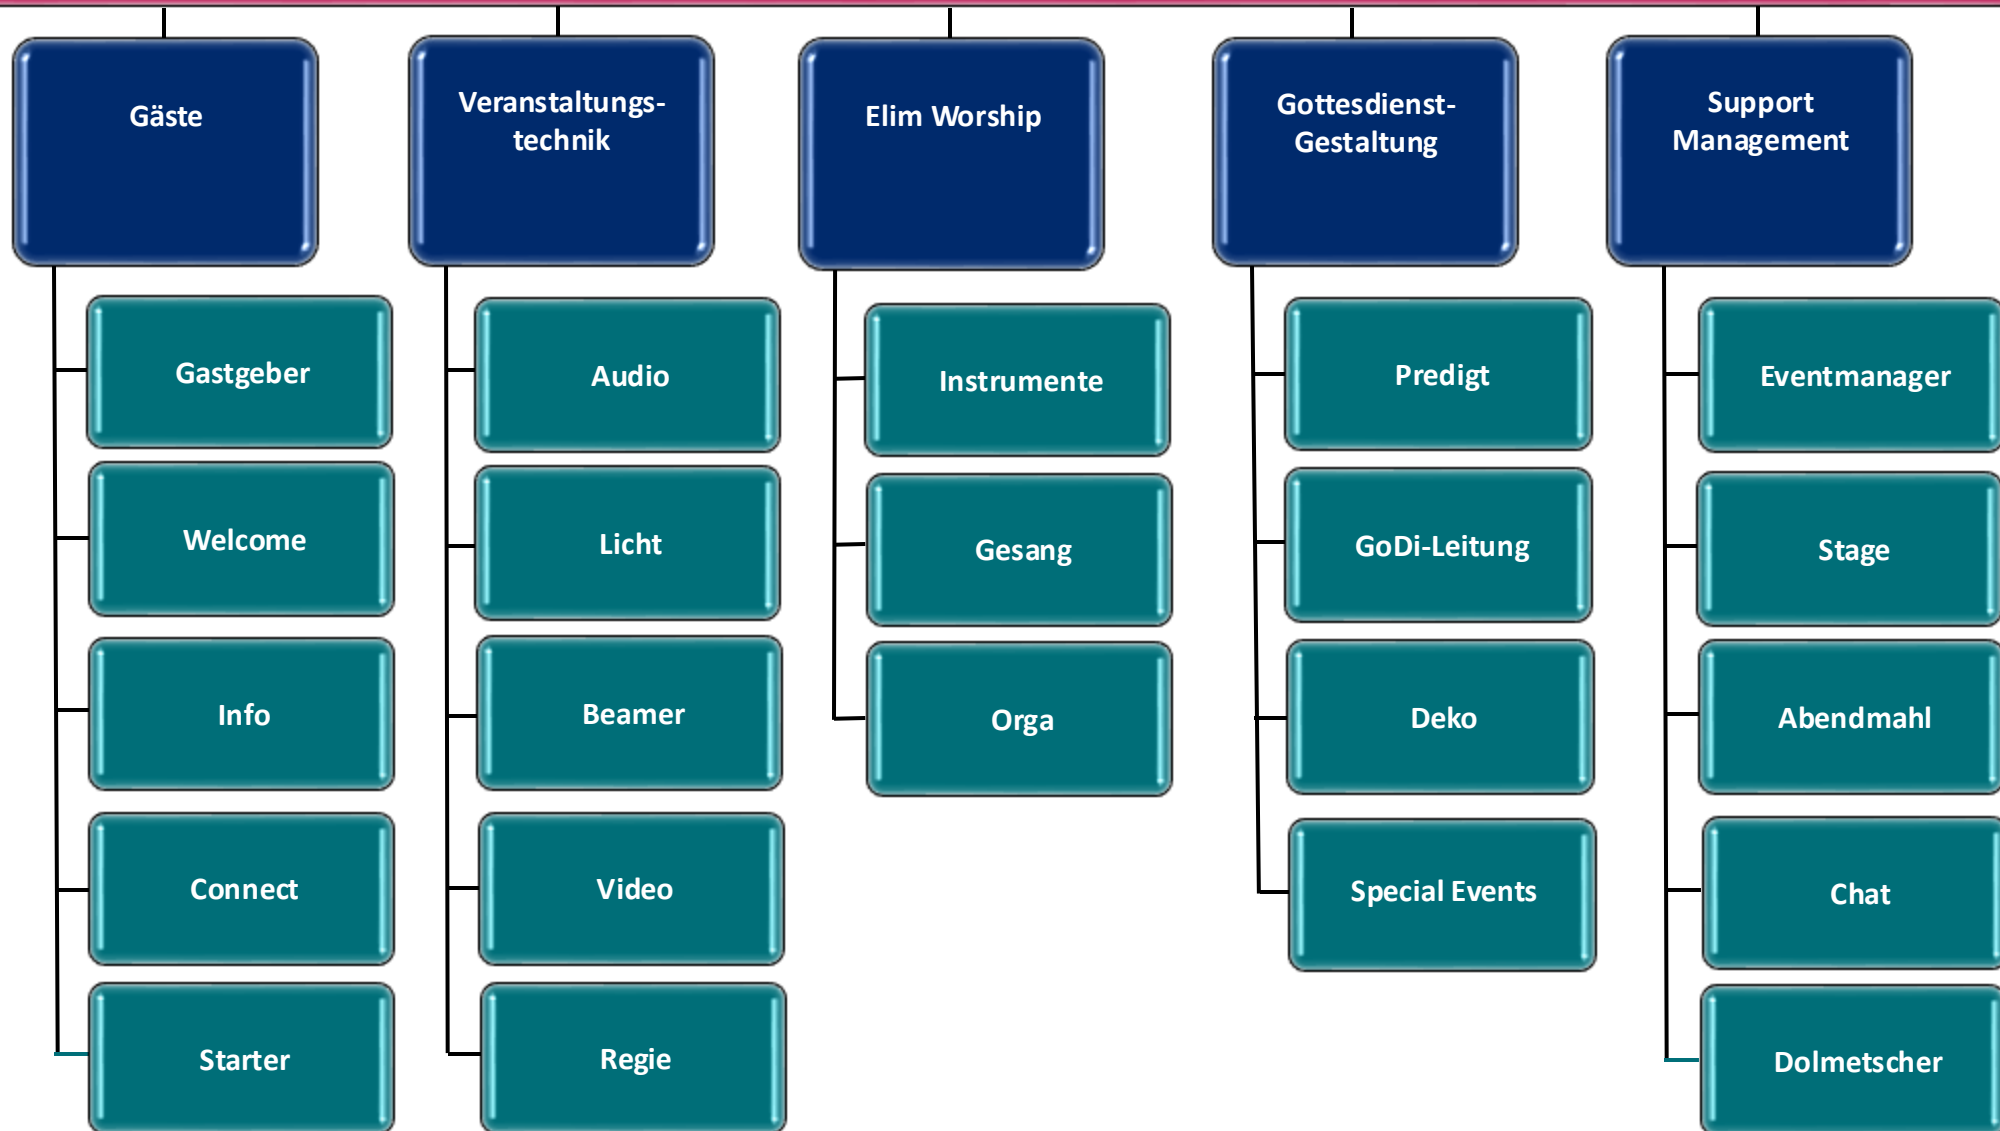 Gäste
Veranstaltungs-
technik
Elim Worship
Gottesdienst-
Gestaltung
Support
Management
Gastgeber
Welcome
Info
Connect
Starter
Audio
Licht
Beamer
Video
Regie
Instrumente
Gesang
Orga
Predigt
GoDi-Leitung
Deko
Special Events
Eventmanager
Stage
Abendmahl
Chat
Dolmetscher